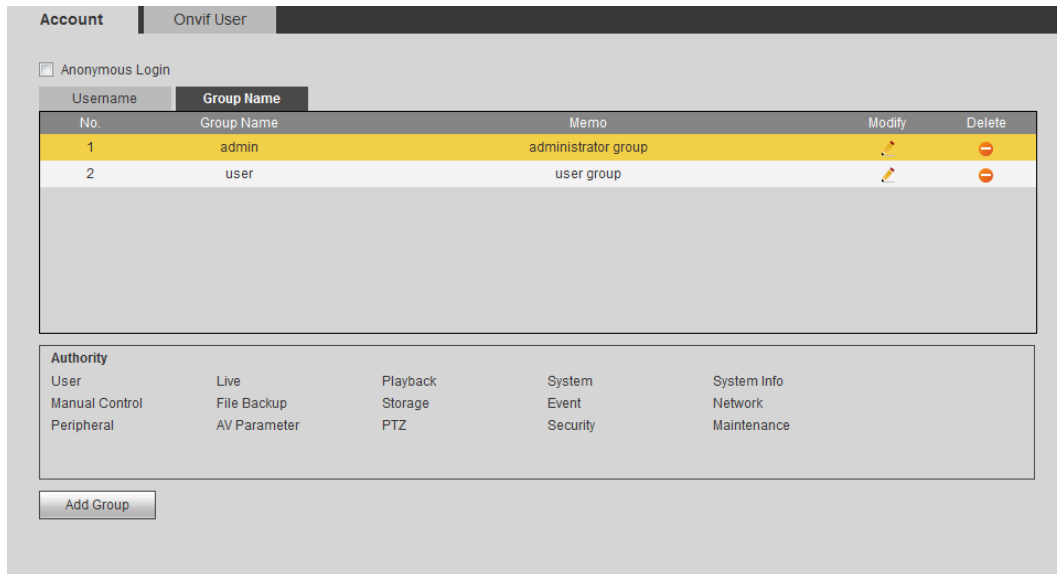 Account Onvif User
Anonymous Login
Username Group Name
No. Group Name Memo Modify Delete
1 admin administrator group
2 user user group
Authority
User Live Playback System System Info
Manual Control File Backup Storage Event Network
Peripheral AV Parameter PTZ Security Maintenance
Add Group